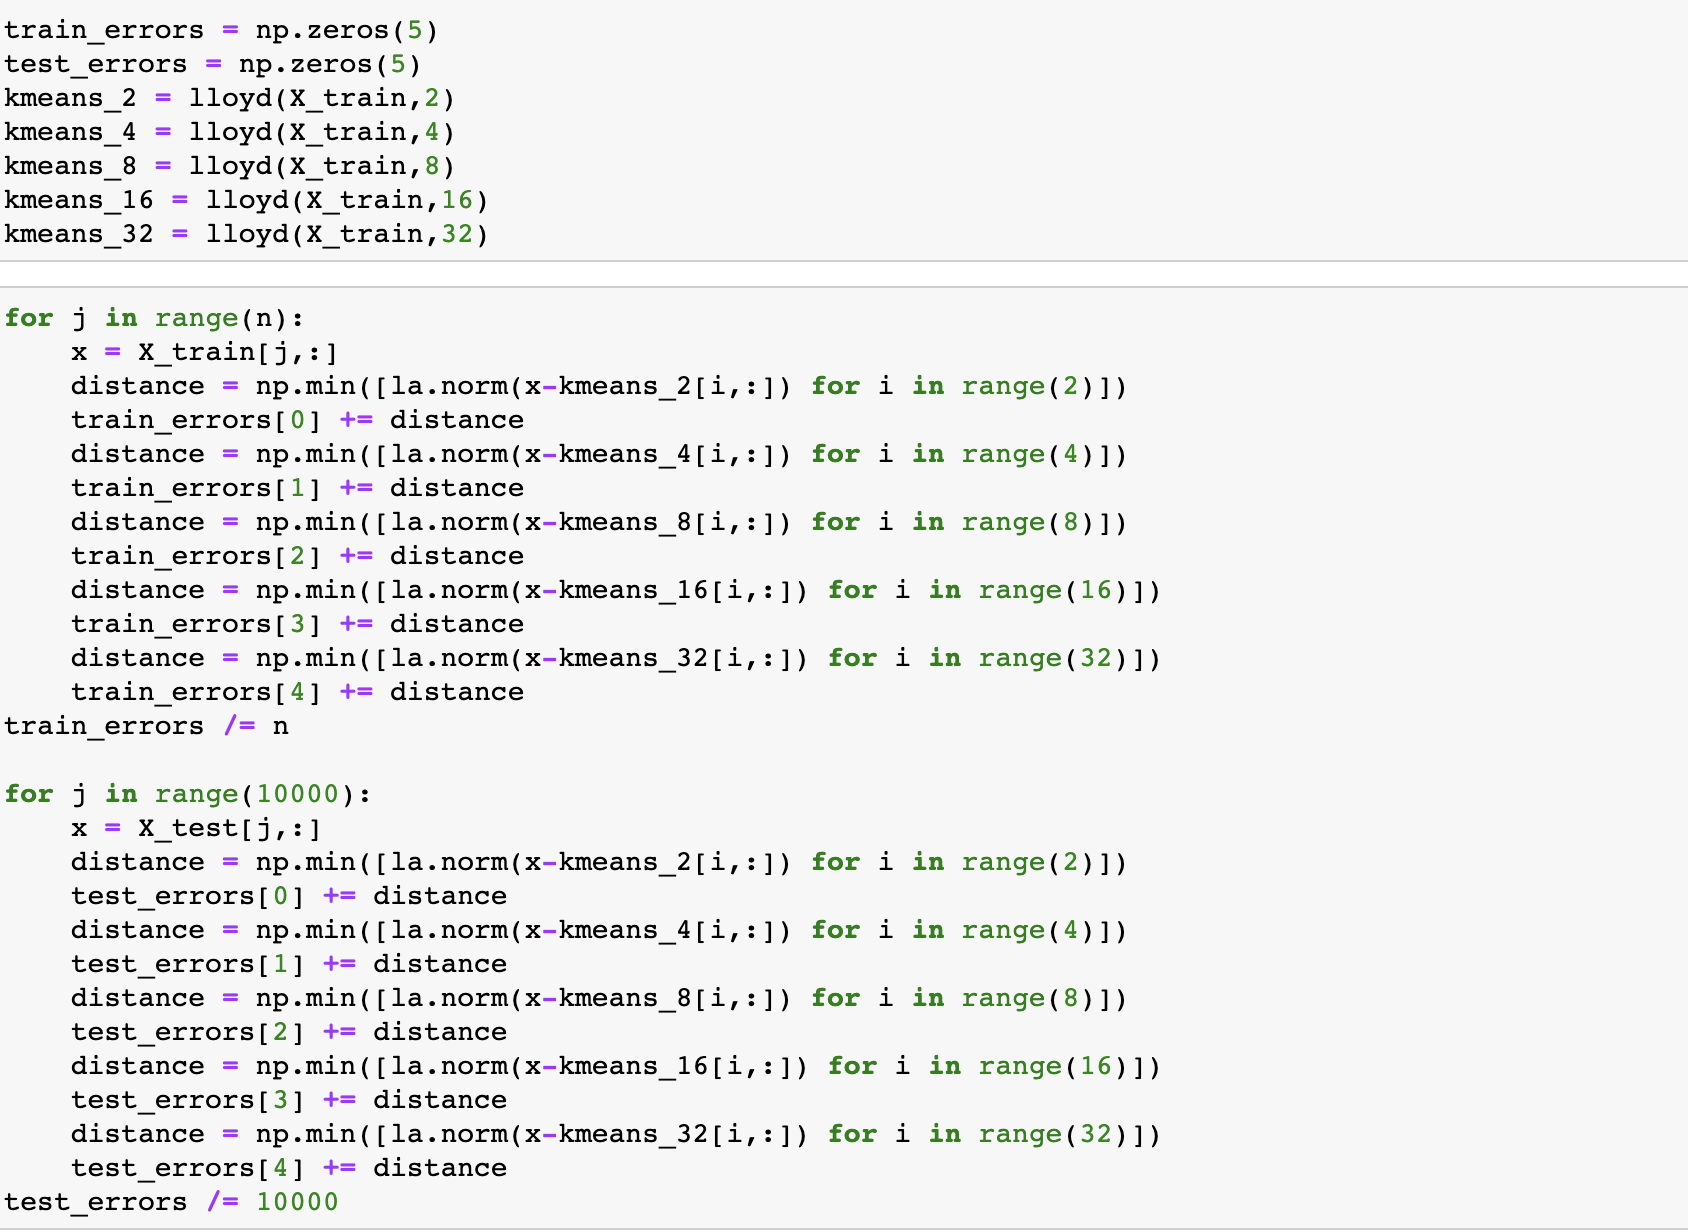 train_errors = np.zeros(5)
test_errors = np.zeros(5)
kmeans_2 = lloyd(X_train,2)
kmeans_4 = lloyd(X_train,4)
kmeans_8 = lloyd(X_train,8)
kmeans_16 = lloyd(X_train,16)
kmeans_32 = lloyd(X_train,32)
for j in range(n):
    x = X_train[j,:]
    distance = np.min([la.norm(x-kmeans_2[i,:]) for i in range(2)])
    train_errors[0] += distance
    distance = np.min([la.norm(x-kmeans_4[i,:]) for i in range(4)])
    train_errors[1] += distance
    distance = np.min([la.norm(x-kmeans_8[i,:]) for i in range(8)])
    train_errors[2] += distance
    distance = np.min([la.norm(x-kmeans_16[i,:]) for i in range(16)])
    train_errors[3] += distance
    distance = np.min([la.norm(x-kmeans_32[i,:]) for i in range(32)])
    train_errors[4] += distance
train_errors /= n

for j in range(10000):
    x = X_test[j,:]
    distance = np.min([la.norm(x-kmeans_2[i,:]) for i in range(2)])
    test_errors[0] += distance
    distance = np.min([la.norm(x-kmeans_4[i,:]) for i in range(4)])
    test_errors[1] += distance
    distance = np.min([la.norm(x-kmeans_8[i,:]) for i in range(8)])
    test_errors[2] += distance
    distance = np.min([la.norm(x-kmeans_16[i,:]) for i in range(16)])
    test_errors[3] += distance
    distance = np.min([la.norm(x-kmeans_32[i,:]) for i in range(32)])
    test_errors[4] += distance
test_errors /= 10000